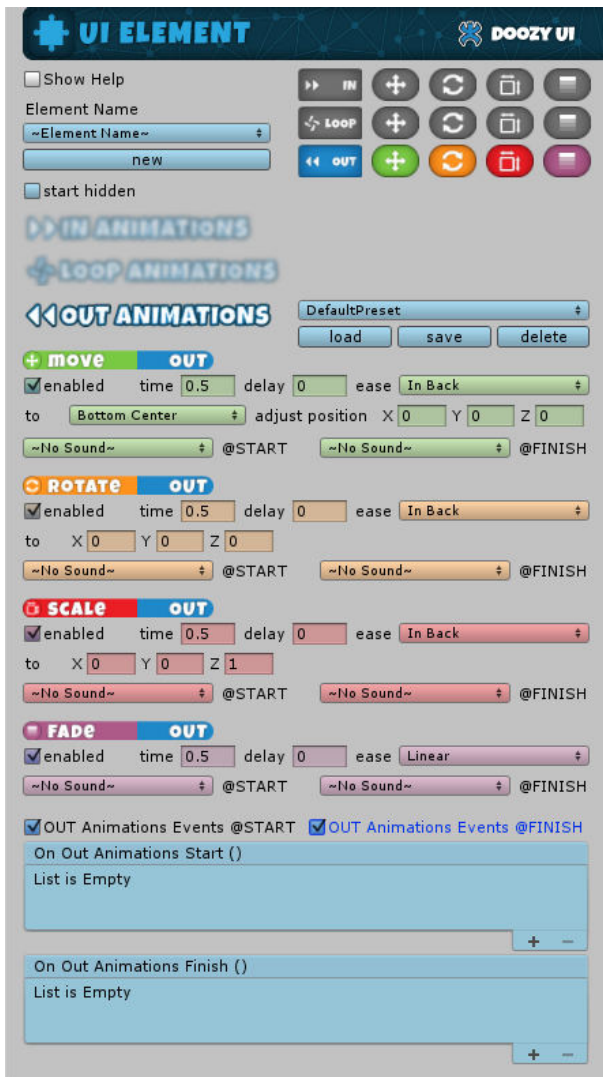 UI ELEMENT DOOZY UI
Show Help IN
Element Name LOOP
~Element Name~
new OUT
start hidden
IN ANIMATIONS
LOOP ANIMATIONS
OUT ANIMATIONS DefaultPreset
load save delete
move OUT
enabled time 0.5 delay 0 ease In Back
to Bottom Center adjust position X 0 Y 0 Z 0
~No Sound~ @START ~No Sound~ @FINISH
ROTATe OUT
enabled time 0.5 delay 0 ease In Back
to X 0 Y 0 Z 0
~No Sound~ @START ~No Sound~ @FINISH
SCALe OUT
enabled time 0.5 delay 0 ease In Back
to X 0 Y 0 Z 1
~No Sound~ @START ~No Sound~ @FINISH
FADe OUT
enabled time 0.5 delay 0 ease Linear
~No Sound~ @START ~No Sound~ @FINISH
OUT Animations Events @START OUT Animations Events @FINISH
On Out Animations Start ()
List is Empty
+ −
On Out Animations Finish ()
List is Empty
+ −